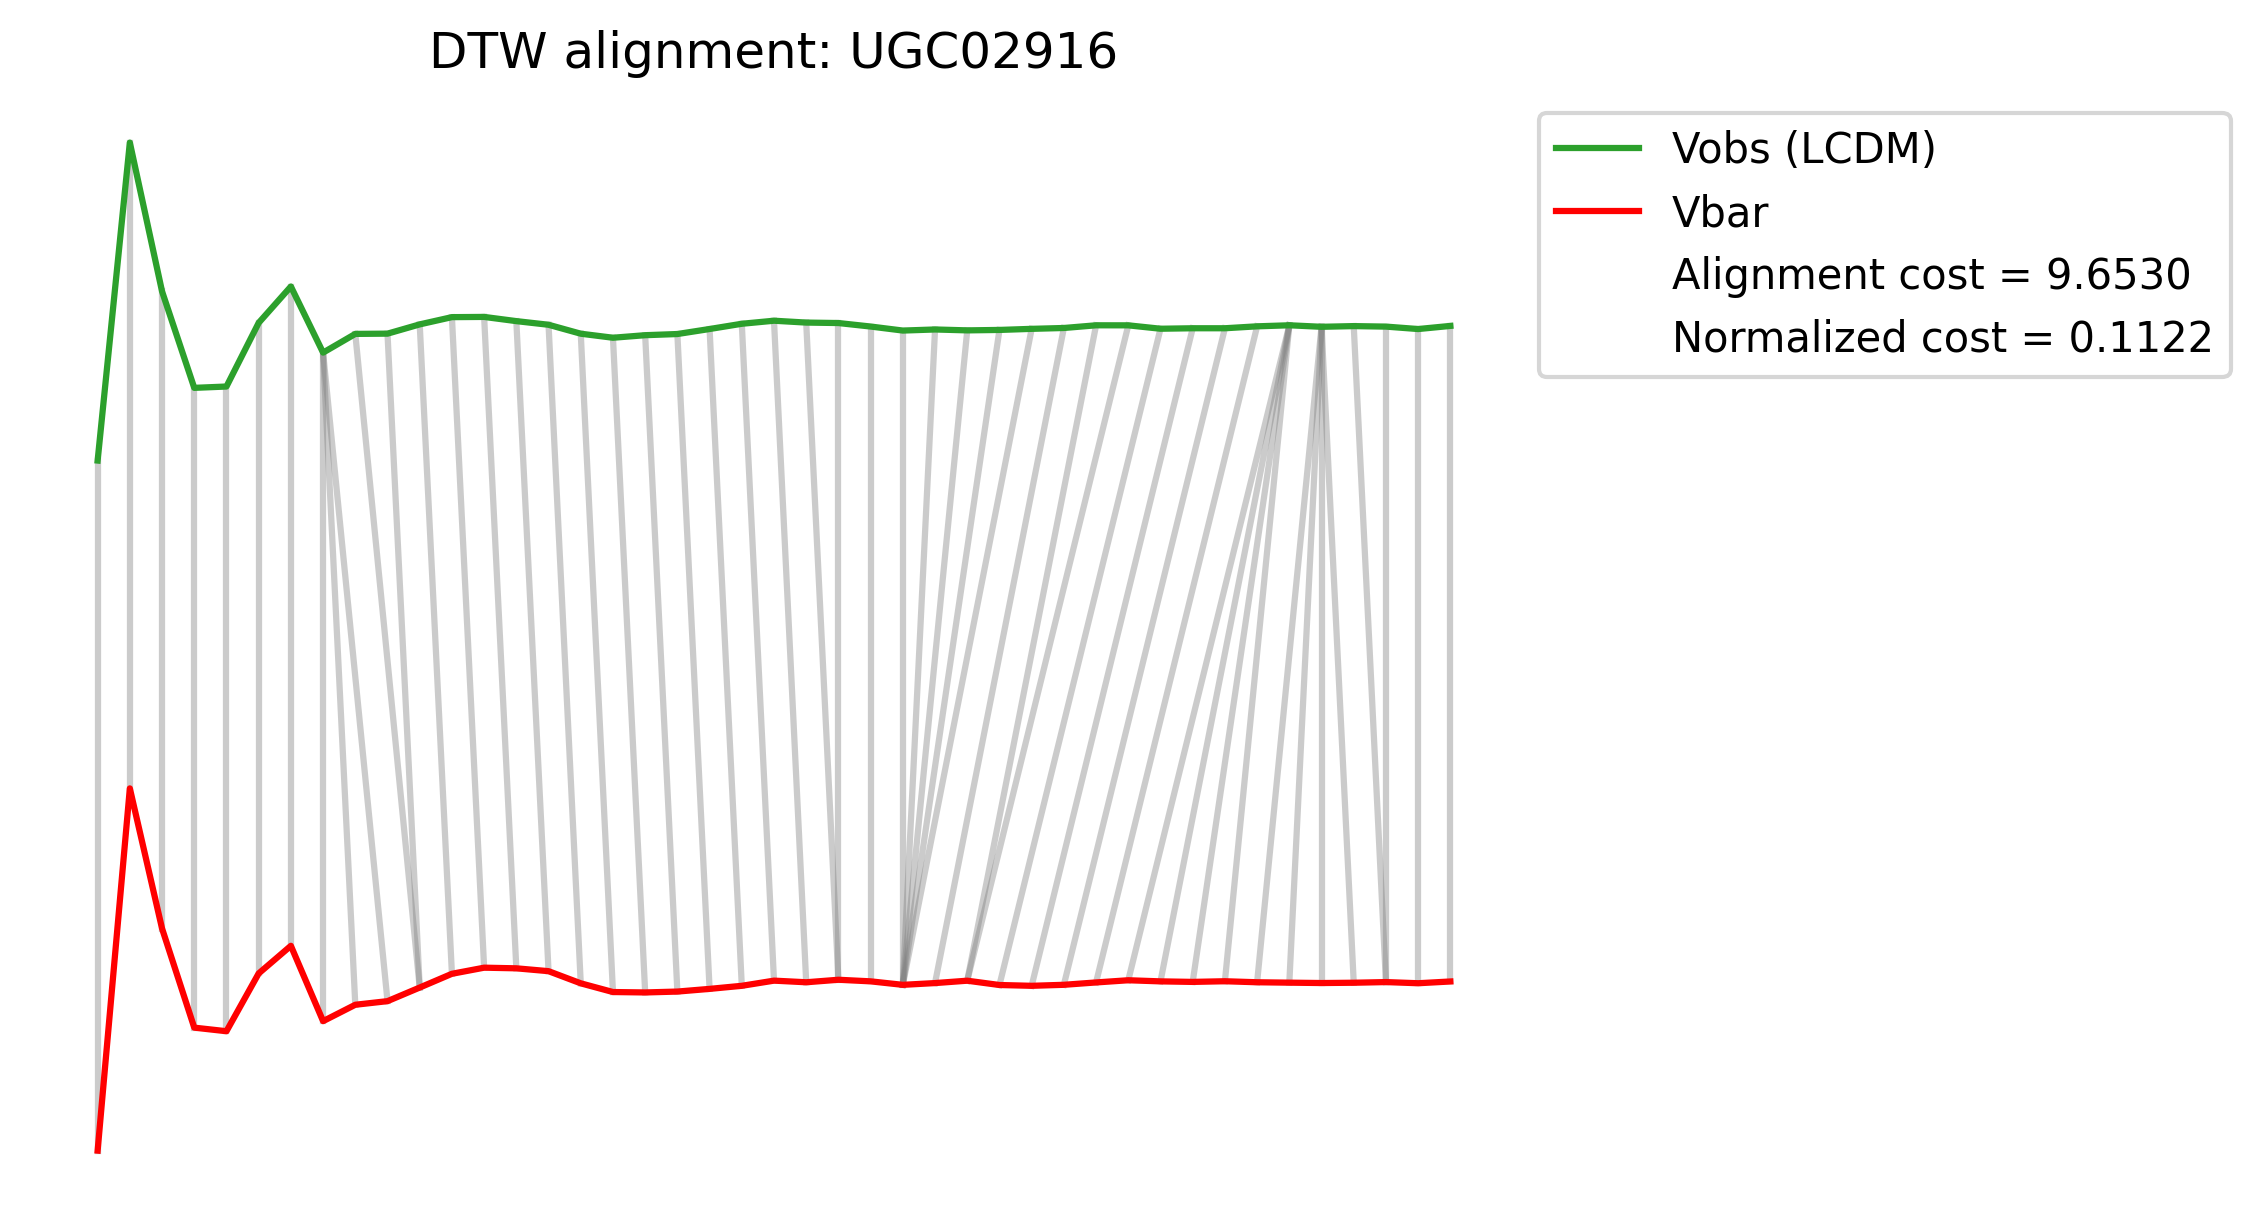 DTW alignment: UGC02916
Vobs (LCDM)
Vbar
Alignment cost = 9.6530
Normalized cost = 0.1122